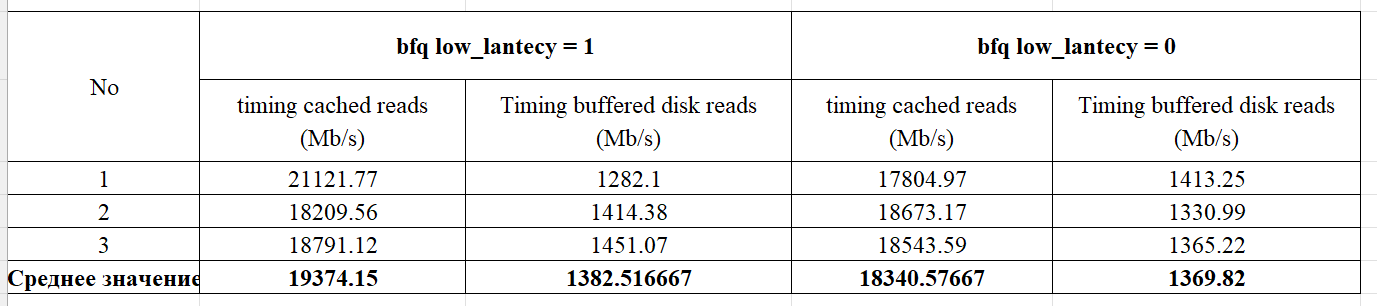 No
bfq low_lantecy = 1
bfq low_lantecy = 0
timing cached reads
(Mb/s)
Timing buffered disk reads
(Mb/s)
timing cached reads
(Mb/s)
Timing buffered disk reads
(Mb/s)
1 21121.77 1282.1 17804.97 1413.25
2 18209.56 1414.38 18673.17 1330.99
3 18791.12 1451.07 18543.59 1365.22
Среднее значение 19374.15 1382.516667 18340.57667 1369.82